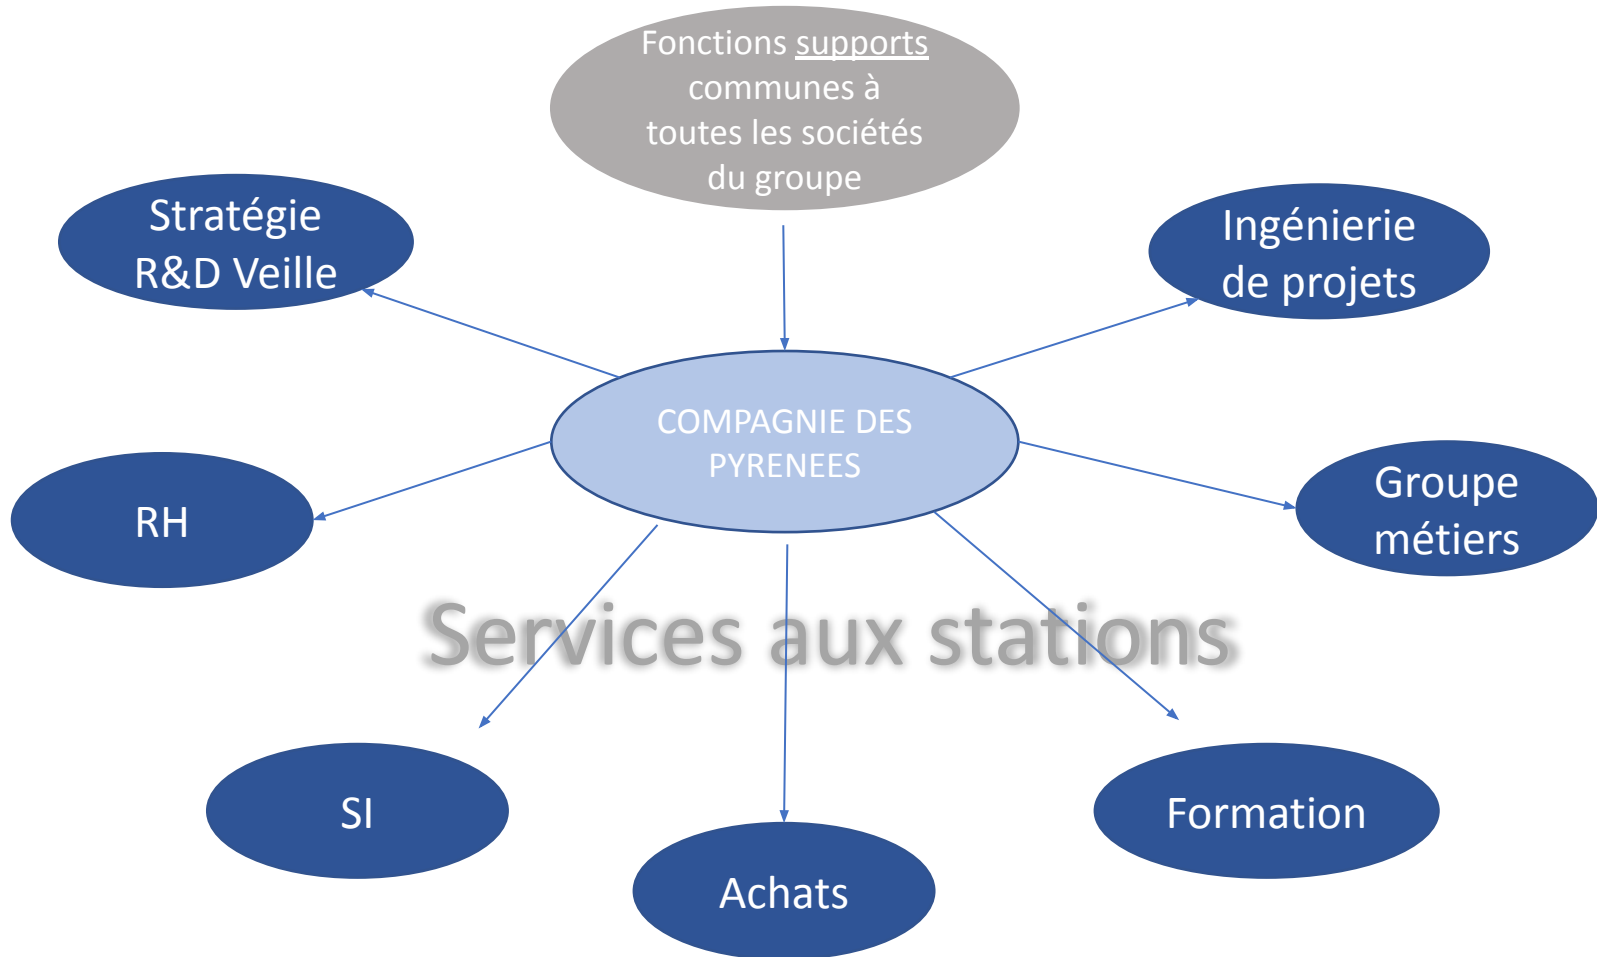 Fonctions supports
communes à
toutes les sociétés
du groupe
Stratégie
R&D Veille
Ingénierie
de projets
COMPAGNIE DES
PYRENEES
RH
Groupe
métiers
Services aux stations
SI
Achats
Formation